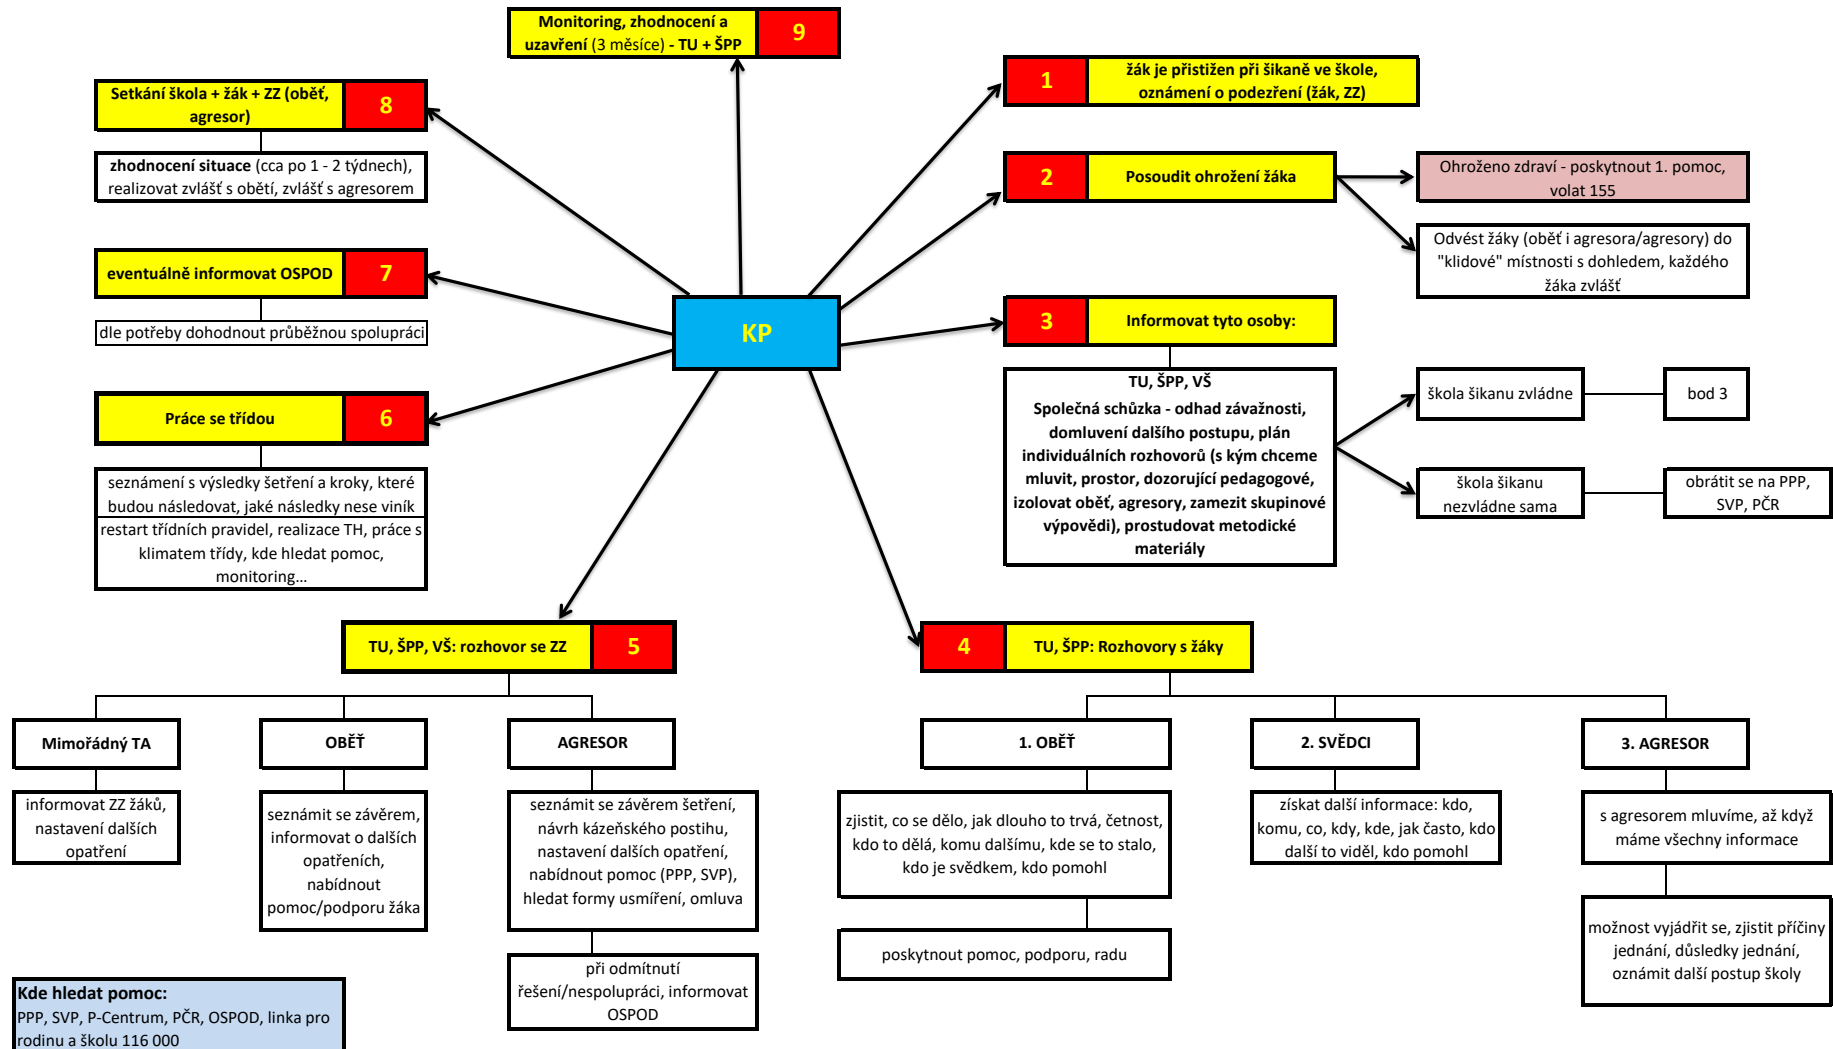 Monitoring, zhodnocení a
uzavření (3 měsíce) - TU + ŠPP
9
1
žák je přistižen při šikaně ve škole,
oznámení o podezření (žák, ZZ)
Setkání škola + žák + ZZ (oběť,
agresor)
8
zhodnocení situace (cca po 1 - 2 týdnech),
realizovat zvlášť s obětí, zvlášť s agresorem
2
Posoudit ohrožení žáka
Ohroženo zdraví - poskytnout 1. pomoc,
volat 155
Odvést žáky (oběť i agresora/agresory) do
"klidové" místnosti s dohledem, každého
žáka zvlášť
eventuálně informovat OSPOD
7
dle potřeby dohodnout průběžnou spolupráci
KP
3
Informovat tyto osoby:
TU, ŠPP, VŠ
Společná schůzka - odhad závažnosti,
domluvení dalšího postupu, plán
individuálních rozhovorů (s kým chceme
mluvit, prostor, dozorující pedagogové,
izolovat oběť, agresory, zamezit skupinové
výpovědi), prostudovat metodické
materiály
škola šikanu zvládne
bod 3
škola šikanu
nezvládne sama
obrátit se na PPP,
SVP, PČR
Práce se třídou
6
seznámení s výsledky šetření a kroky, které
budou následovat, jaké následky nese viník
restart třídních pravidel, realizace TH, práce s
klimatem třídy, kde hledat pomoc,
monitoring...
TU, ŠPP, VŠ: rozhovor se ZZ
5
4
TU, ŠPP: Rozhovory s žáky
Mimořádný TA
OBĚŤ
AGRESOR
1. OBĚŤ
2. SVĚDCI
3. AGRESOR
informovat ZZ žáků,
nastavení dalších
opatření
seznámit se závěrem,
informovat o dalších
opatřeních,
nabídnout
pomoc/podporu žáka
seznámit se závěrem šetření,
návrh kázeňského postihu,
nastavení dalších opatření,
nabídnout pomoc (PPP, SVP),
hledat formy usmíření, omluva
při odmítnutí
řešení/nespolupráci, informovat
OSPOD
zjistit, co se dělo, jak dlouho to trvá, četnost,
kdo to dělá, komu dalšímu, kde se to stalo,
kdo je svědkem, kdo pomohl
poskytnout pomoc, podporu, radu
získat další informace: kdo,
komu, co, kdy, kde, jak často, kdo
další to viděl, kdo pomohl
s agresorem mluvíme, až když
máme všechny informace
možnost vyjádřit se, zjistit příčiny
jednání, důsledky jednání,
oznámit další postup školy
Kde hledat pomoc:
PPP, SVP, P-Centrum, PČR, OSPOD, linka pro
rodinu a školu 116 000